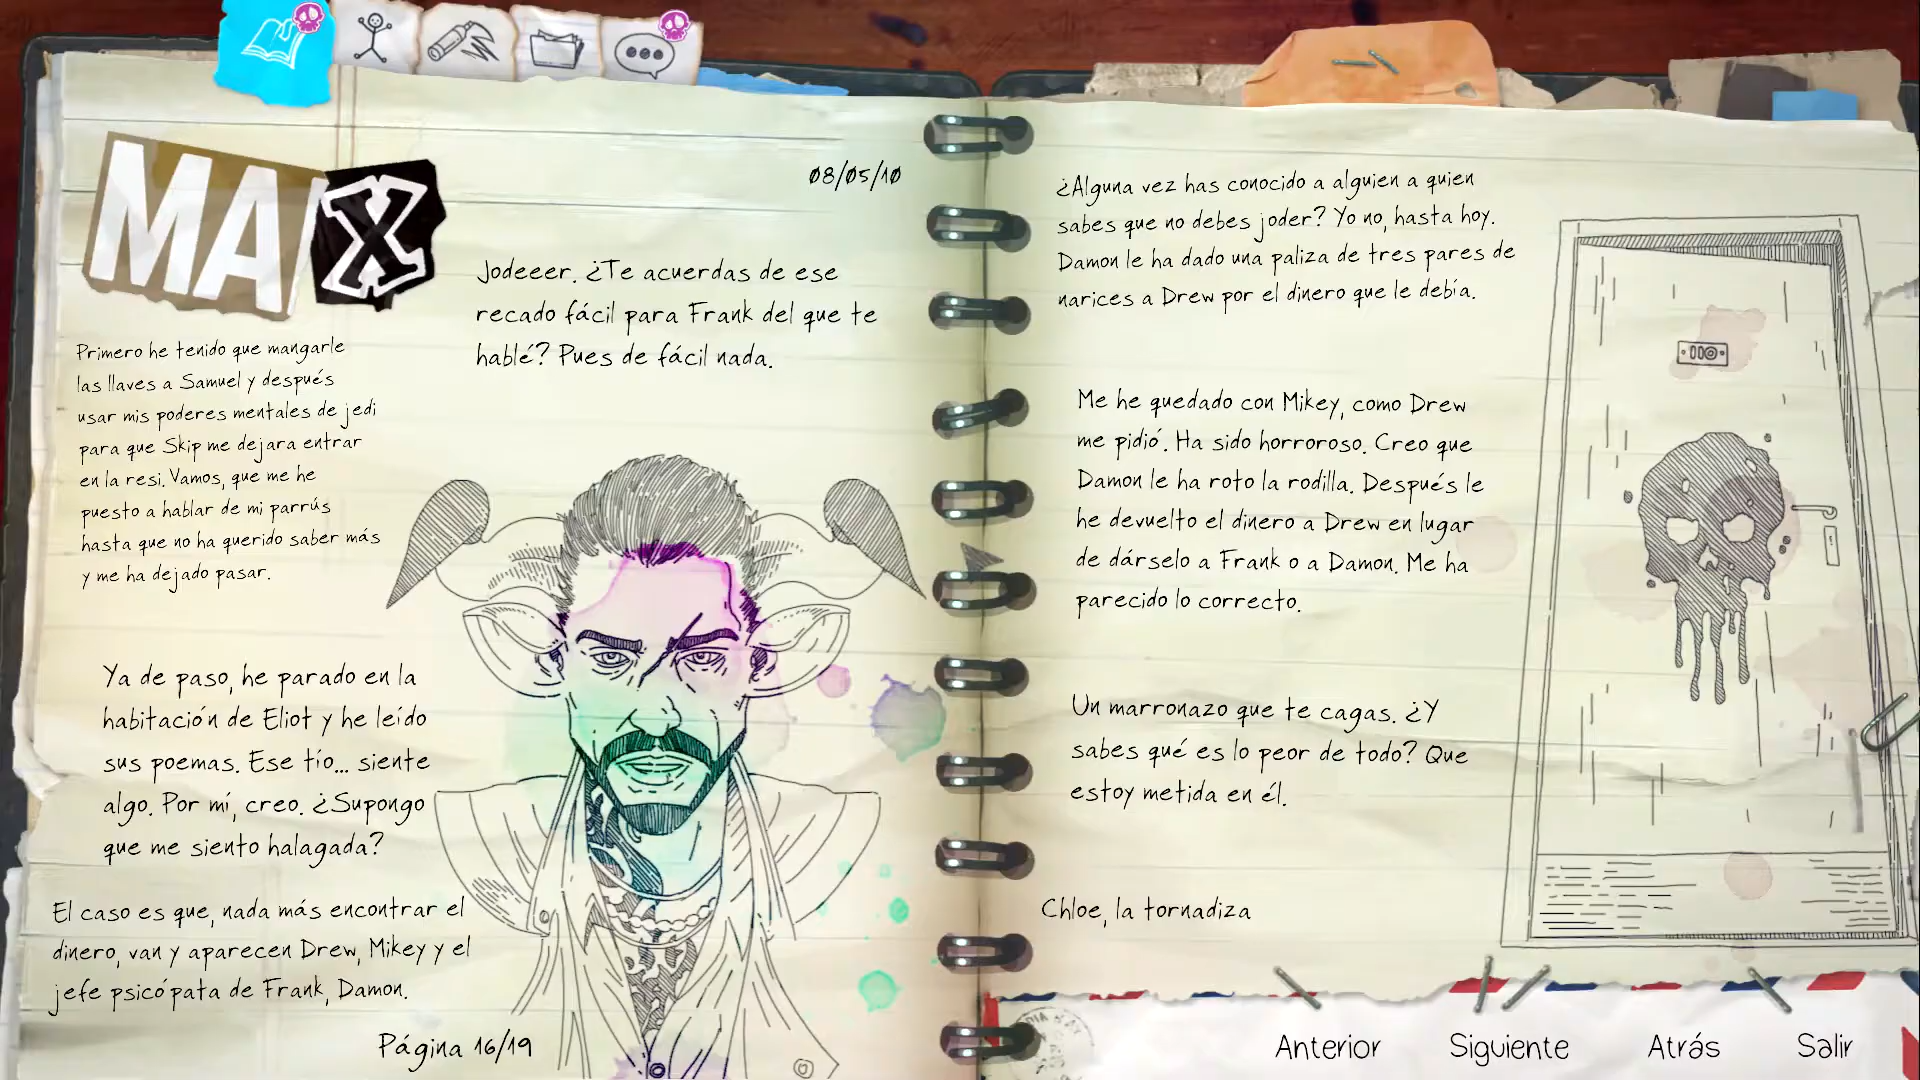 MAX
08/05/10
Jodeeer. ¿Te acuerdas de ese
recado fácil para Frank del que te
hablé? Pues de fácil nada.
Primero he tenido que mangarle
las llaves a Samuel y después
usar mis poderes mentales de jedi
para que Skip me dejara entrar
en la resi. Vamos, que me he
puesto a hablar de mi parrús
hasta que no ha querido saber más
y me ha dejado pasar.
Ya de paso, he parado en la
habitación de Eliot y he leído
sus poemas. Ese tío... siente
algo. Por mí, creo. ¿Supongo
que me siento halagada?
El caso es que, nada más encontrar el
dinero, van y aparecen Drew, Mikey y el
jefe psicópata de Frank, Damon.
Página 16/19
¿Alguna vez has conocido a alguien a quien
sabes que no debes joder? Yo no, hasta hoy.
Damon le ha dado una paliza de tres pares de
narices a Drew por el dinero que le debía.
Me he quedado con Mikey, como Drew
me pidió. Ha sido horroroso. Creo que
Damon le ha roto la rodilla. Después le
he devuelto el dinero a Drew en lugar
de dárselo a Frank o a Damon. Me ha
parecido lo correcto.
Un marronazo que te cagas. ¿Y
sabes qué es lo peor de todo? Que
estoy metida en él.
Chloe, la tornadiza
Anterior
Siguiente
Atrás
Salir